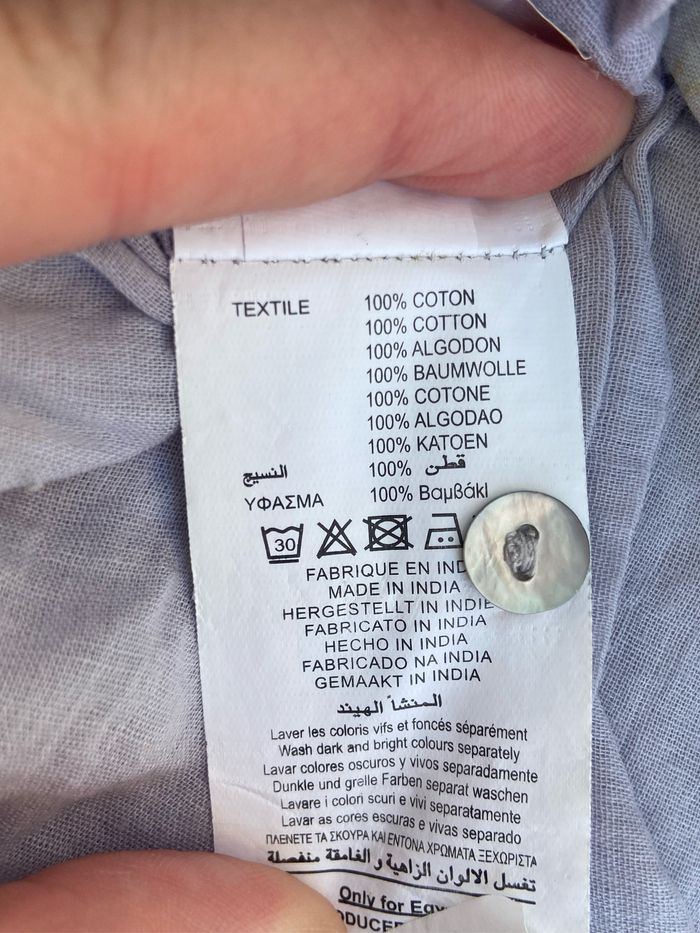 TEXTILE 100% COTON
100% COTTON
100% ALGODON
100% BAUMWOLLE
100% COTONE
100% ALGODAO
100% KATOEN
النسيج 100% قطن
ΥΦΑΣΜΑ 100% Βαμβάκι
30
FABRIQUE EN
MADE IN INDIA
HERGESTELLT IN
FABRICATO IN INDIA
HECHO IN INDIA
FABRICADO NA INDIA
GEMAAKT IN INDIA
المنشأ الهيند
Laver les coloris vifs et foncés séparément
Wash dark and bright colours separately
Lavar colores oscuros y vivos separadamente
Dunkle und grelle Farben separat waschen
Lavare i colori scuri e vivi separatamente
Lavar as cores escuras e vivas separado
ΠΛΕΝΕΤΕ ΤΑ ΣΚΟΥΡΑ ΚΑΙ ΕΝΤΟΝΑ ΧΡΩΜΑΤΑ ΞΕΧΩΡΙΣΤΑ
تغسل الالوان الزاهية و الغامقة منفصلة
Only for